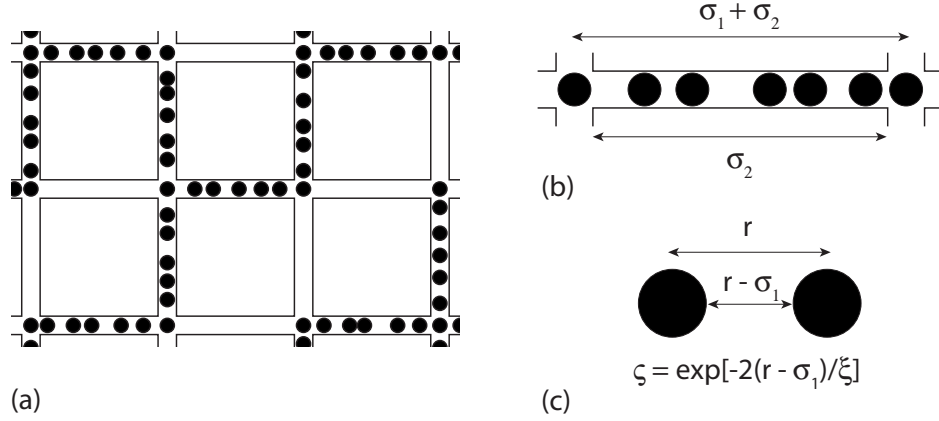 (a)
σ₁ + σ₂
σ₂
(b)
r
r - σ₁
ς = exp[-2(r - σ₁)/ξ]
(c)